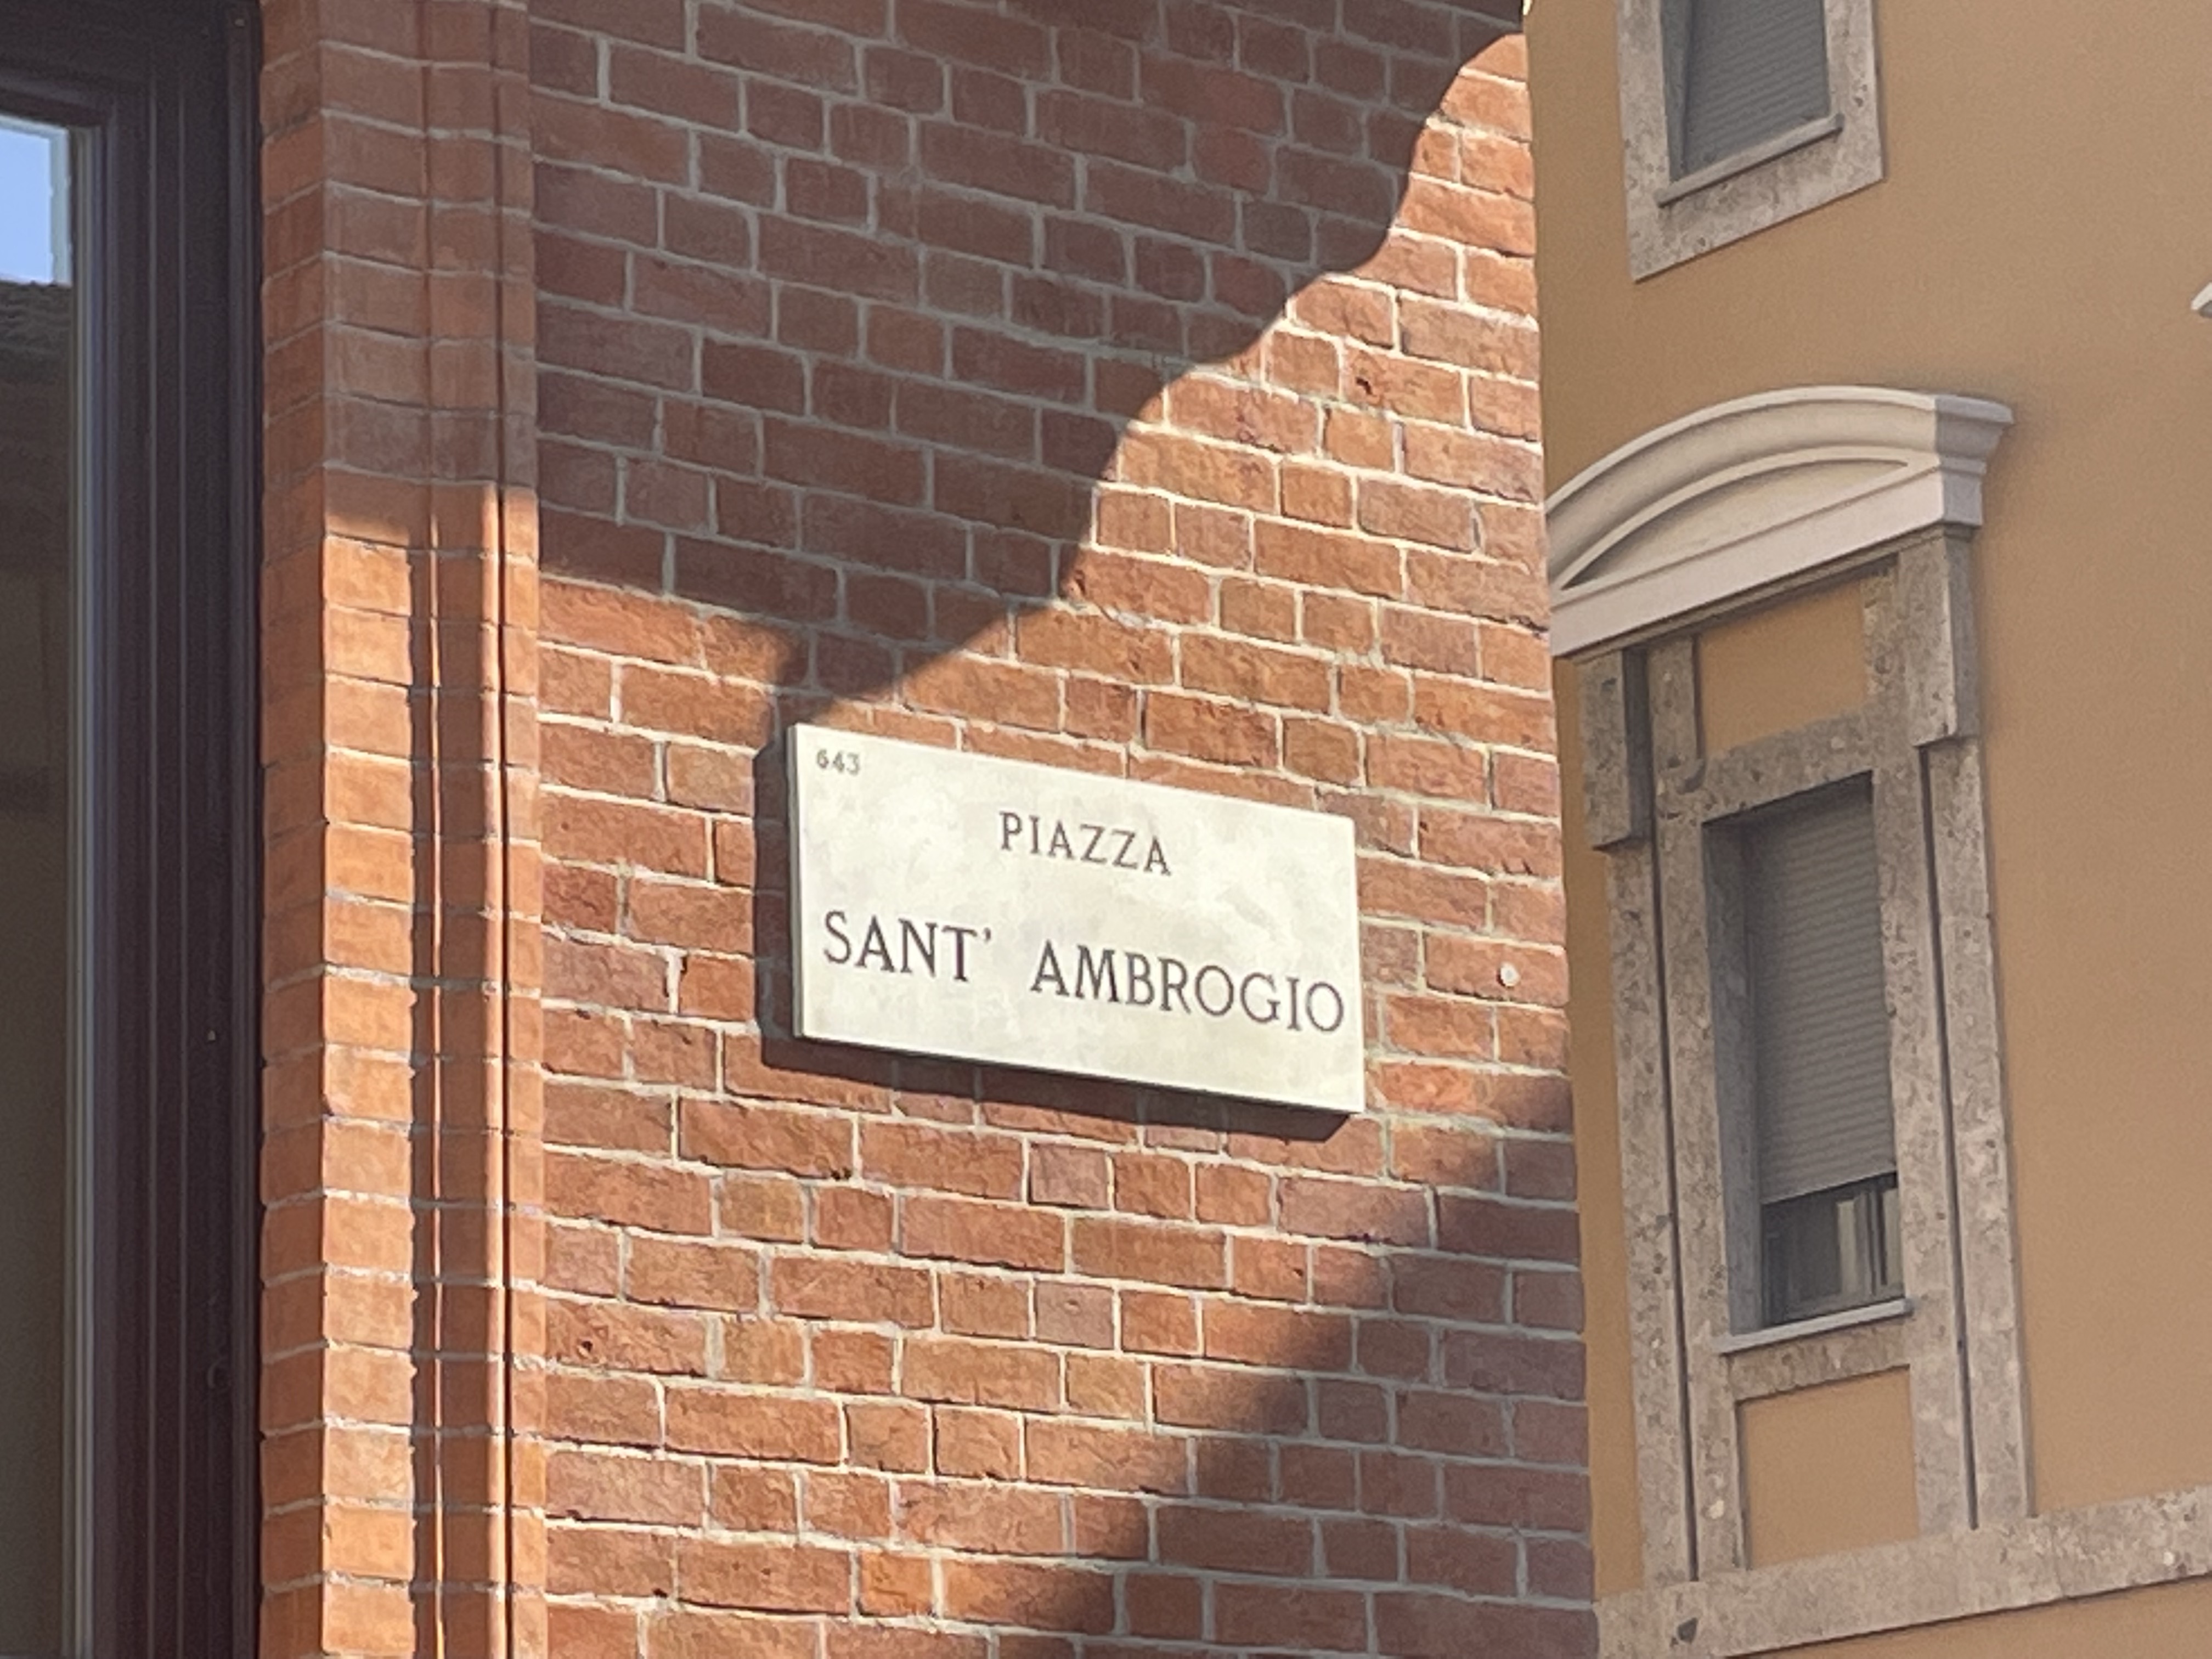 643
PIAZZA
SANT' AMBROGIO